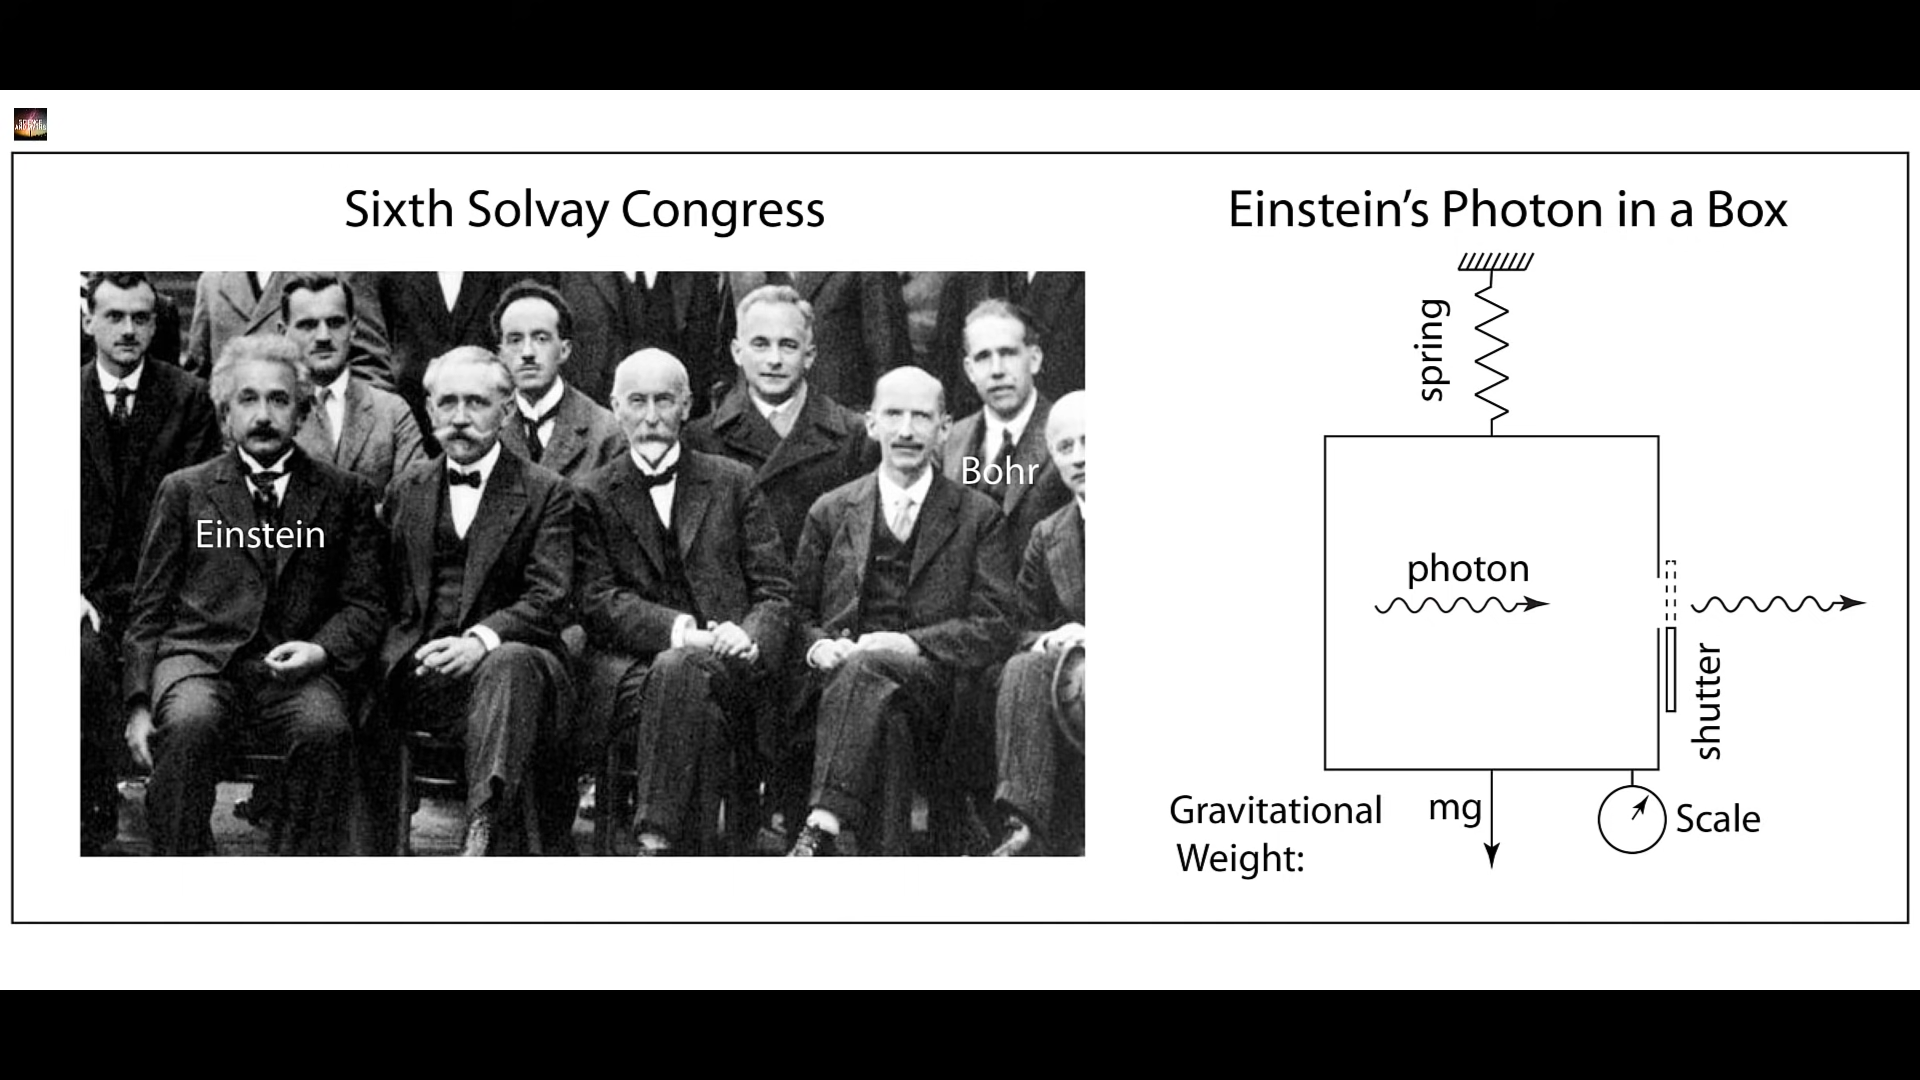 Sixth Solvay Congress
Einstein
Bohr
Einstein's Photon in a Box
spring
photon
shutter
Gravitational
Weight:
mg
Scale